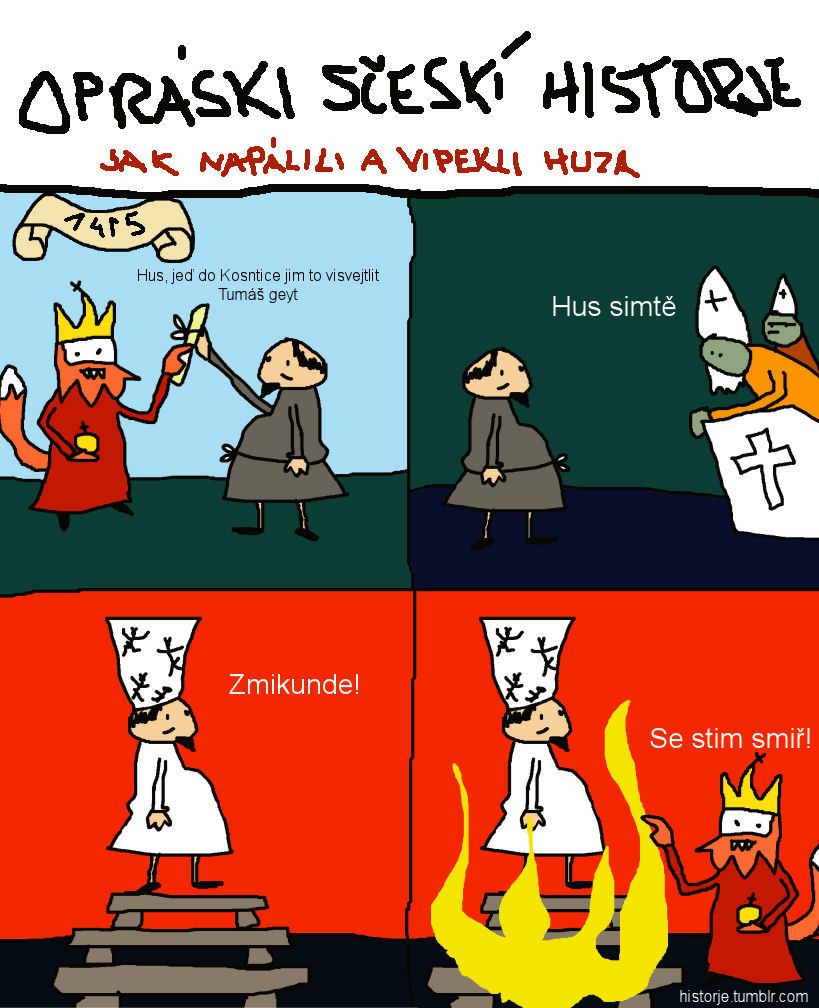 OPRÁSKI SČESKÍ HISTORJE
JAK NAPÁLILI A VIPEKLI HUZA
1415
Hus, jeď do Kosntice jim to visvejtlit
Tumáš geyt
Hus simtě
Zmikunde!
Se stim smiř!
historje.tumblr.com